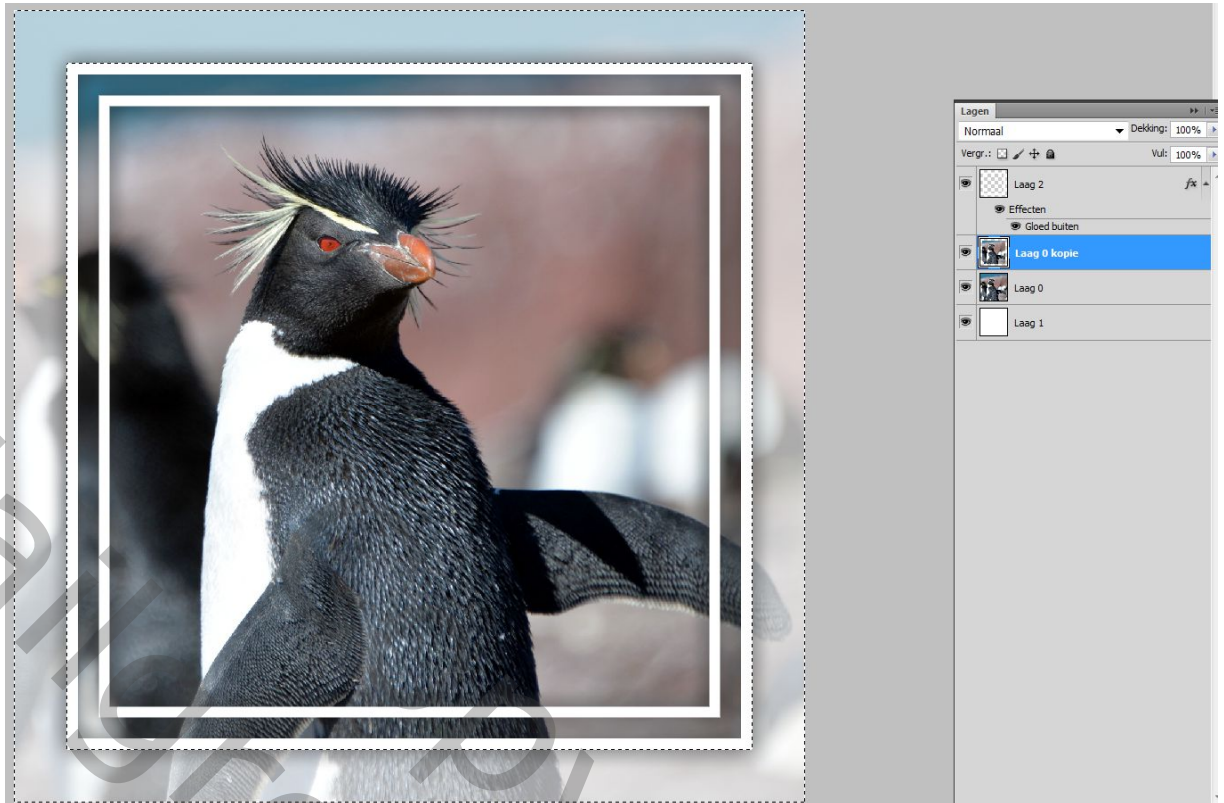 Lagen
Normaal Dekking: 100%
Vergr.: Vul: 100%
Laag 2 fx
Effecten
Gloed buiten
Laag 0 kopie
Laag 0
Laag 1